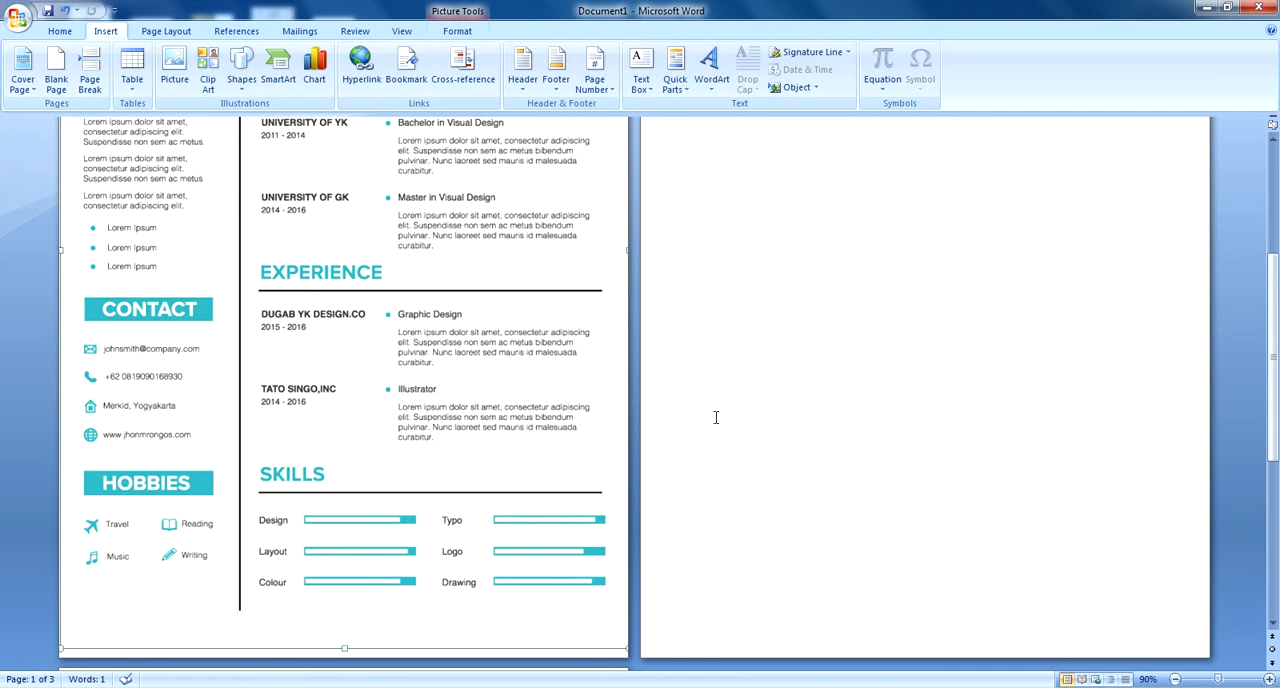 Picture Tools
Document1 - Microsoft Word
Home Insert Page Layout References Mailings Review View Format
Cover Page
Blank Page
Page Break
Pages
Table
Tables
Picture
Clip Art
Shapes
SmartArt
Chart
Illustrations
Hyperlink
Bookmark
Cross-reference
Links
Header
Footer
Page Number
Header & Footer
Text Box
Quick Parts
WordArt
Drop Cap
Signature Line
Date & Time
Object
Text
Equation
Symbol
Symbols
Lorem ipsum dolor sit amet,
consectetur adipiscing elit.
Suspendisse non sem ac metus
Lorem ipsum dolor sit amet,
consectetur adipiscing elit.
Suspendisse non sem ac metus
Lorem ipsum dolor sit amet,
consectetur adipiscing elit.
Lorem Ipsum
Lorem Ipsum
Lorem Ipsum
CONTACT
johnsmith@company.com
+62 0819090168930
Merkid, Yogyakarta
www.jhonmrongos.com
HOBBIES
Travel
Reading
Music
Writing
UNIVERSITY OF YK
2011 - 2014
Bachelor in Visual Design
Lorem ipsum dolor sit amet, consectetur adipiscing
elit. Suspendisse non sem ac metus bibendum
pulvinar. Nunc laoreet sed mauris id malesuada
curabitur.
UNIVERSITY OF GK
2014 - 2016
Master in Visual Design
Lorem ipsum dolor sit amet, consectetur adipiscing
elit. Suspendisse non sem ac metus bibendum
pulvinar. Nunc laoreet sed mauris id malesuada
curabitur.
EXPERIENCE
DUGAB YK DESIGN.CO
2015 - 2016
Graphic Design
Lorem ipsum dolor sit amet, consectetur adipiscing
elit. Suspendisse non sem ac metus bibendum
pulvinar. Nunc laoreet sed mauris id malesuada
curabitur.
TATO SINGO,INC
2014 - 2016
Illustrator
Lorem ipsum dolor sit amet, consectetur adipiscing
elit. Suspendisse non sem ac metus bibendum
pulvinar. Nunc laoreet sed mauris id malesuada
curabitur.
SKILLS
Design
Typo
Layout
Logo
Colour
Drawing
Page: 1 of 3 Words: 1
90%